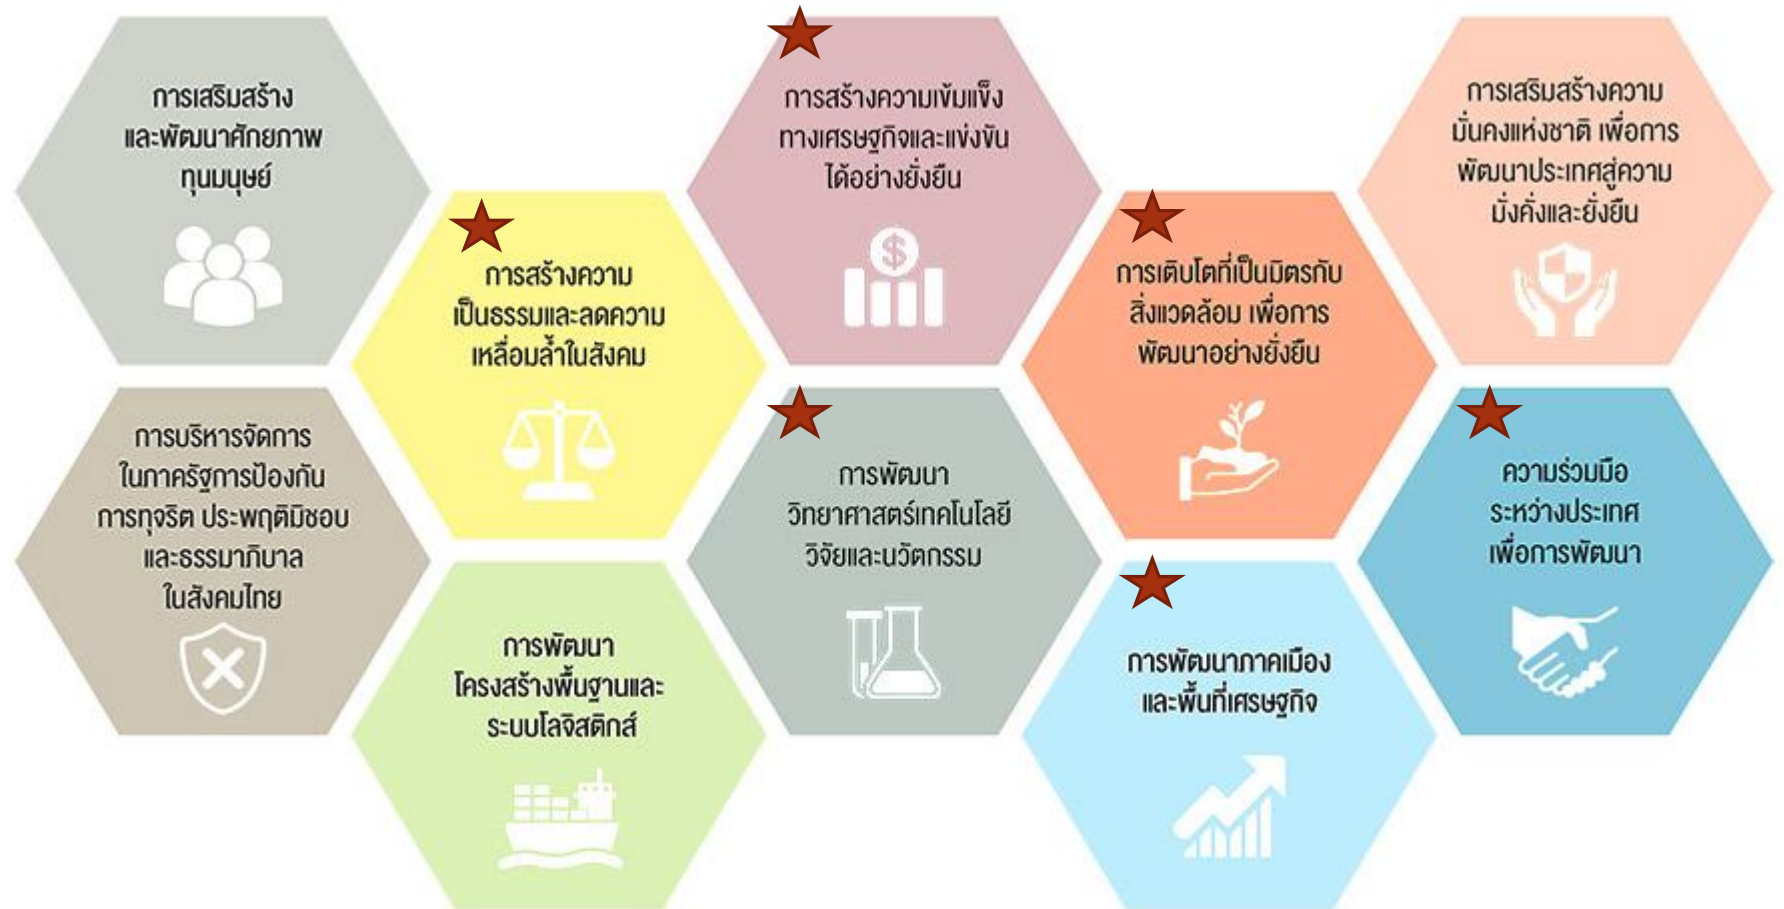 การเสริมสร้าง
และพัฒนาศักยภาพ
ทุนมนุษย์
การสร้างความ
เป็นธรรมและลดความ
เหลื่อมล้ำในสังคม
การสร้างความเข้มแข็ง
ทางเศรษฐกิจและแข่งขัน
ได้อย่างยั่งยืน
การเติบโตที่เป็นมิตรกับ
สิ่งแวดล้อม เพื่อการ
พัฒนาอย่างยั่งยืน
การเสริมสร้างความ
มั่นคงแห่งชาติ เพื่อการ
พัฒนาประเทศสู่ความ
มั่งคั่งและยั่งยืน
การบริหารจัดการ
ในภาครัฐการป้องกัน
การทุจริต ประพฤติมิชอบ
และธรรมาภิบาล
ในสังคมไทย
การพัฒนา
โครงสร้างพื้นฐานและ
ระบบโลจิสติกส์
การพัฒนา
วิทยาศาสตร์เทคโนโลยี
วิจัยและนวัตกรรม
การพัฒนาภาคเมือง
และพื้นที่เศรษฐกิจ
ความร่วมมือ
ระหว่างประเทศ
เพื่อการพัฒนา